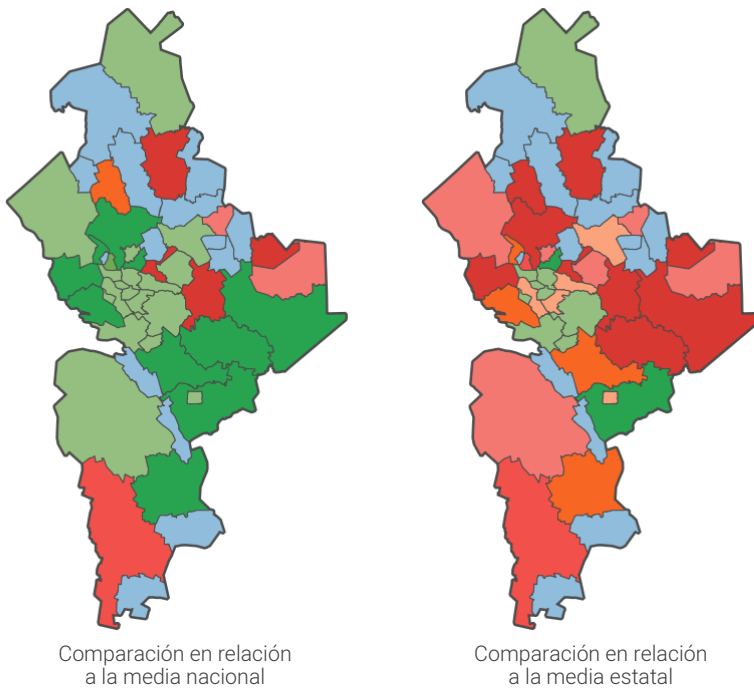 Comparación en relación
a la media nacional
Comparación en relación
a la media estatal